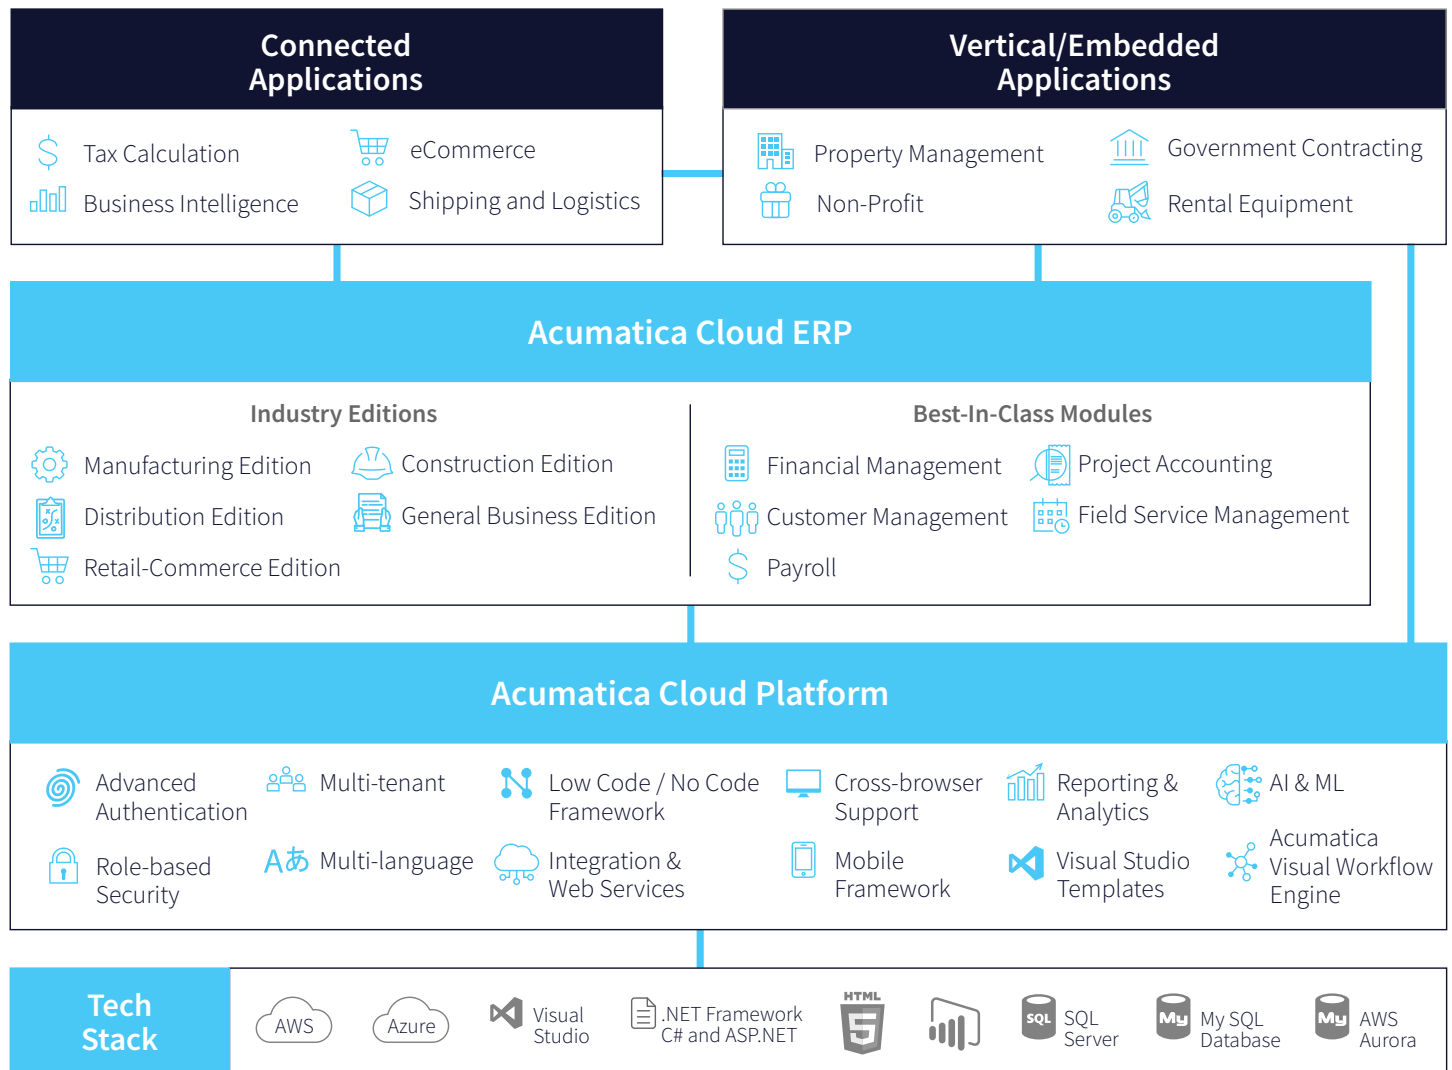 Connected
Applications
Tax Calculation
eCommerce
Business Intelligence
Shipping and Logistics
Vertical/Embedded
Applications
Property Management
Government Contracting
Non-Profit
Rental Equipment
Acumatica Cloud ERP
Industry Editions
Manufacturing Edition
Construction Edition
Distribution Edition
General Business Edition
Retail-Commerce Edition
Best-In-Class Modules
Financial Management
Project Accounting
Customer Management
Field Service Management
Payroll
Acumatica Cloud Platform
Advanced
Authentication
Multi-tenant
Low Code / No Code
Framework
Cross-browser
Support
Reporting &
Analytics
AI & ML
Role-based
Security
Aあ
Multi-language
Integration &
Web Services
Mobile
Framework
Visual Studio
Templates
Acumatica
Visual Workflow
Engine
Tech
Stack
AWS
Azure
Visual
Studio
.NET Framework
C# and ASP.NET
HTML
5
SQL
SQL
Server
My
My SQL
Database
My
AWS
Aurora